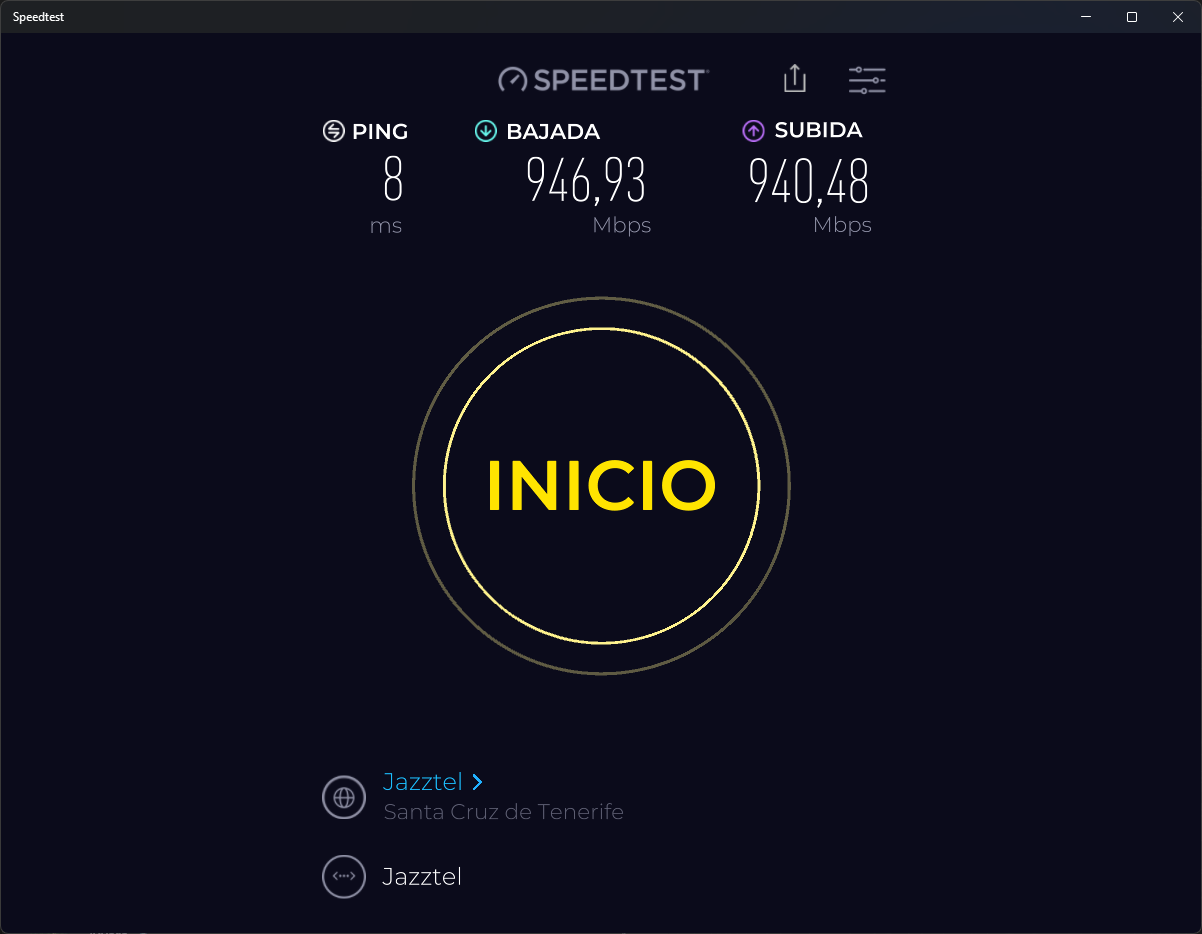 Speedtest
SPEEDTEST
PING
BAJADA
SUBIDA
8
946,93
940,48
ms
Mbps
Mbps
INICIO
Jazztel
Santa Cruz de Tenerife
Jazztel